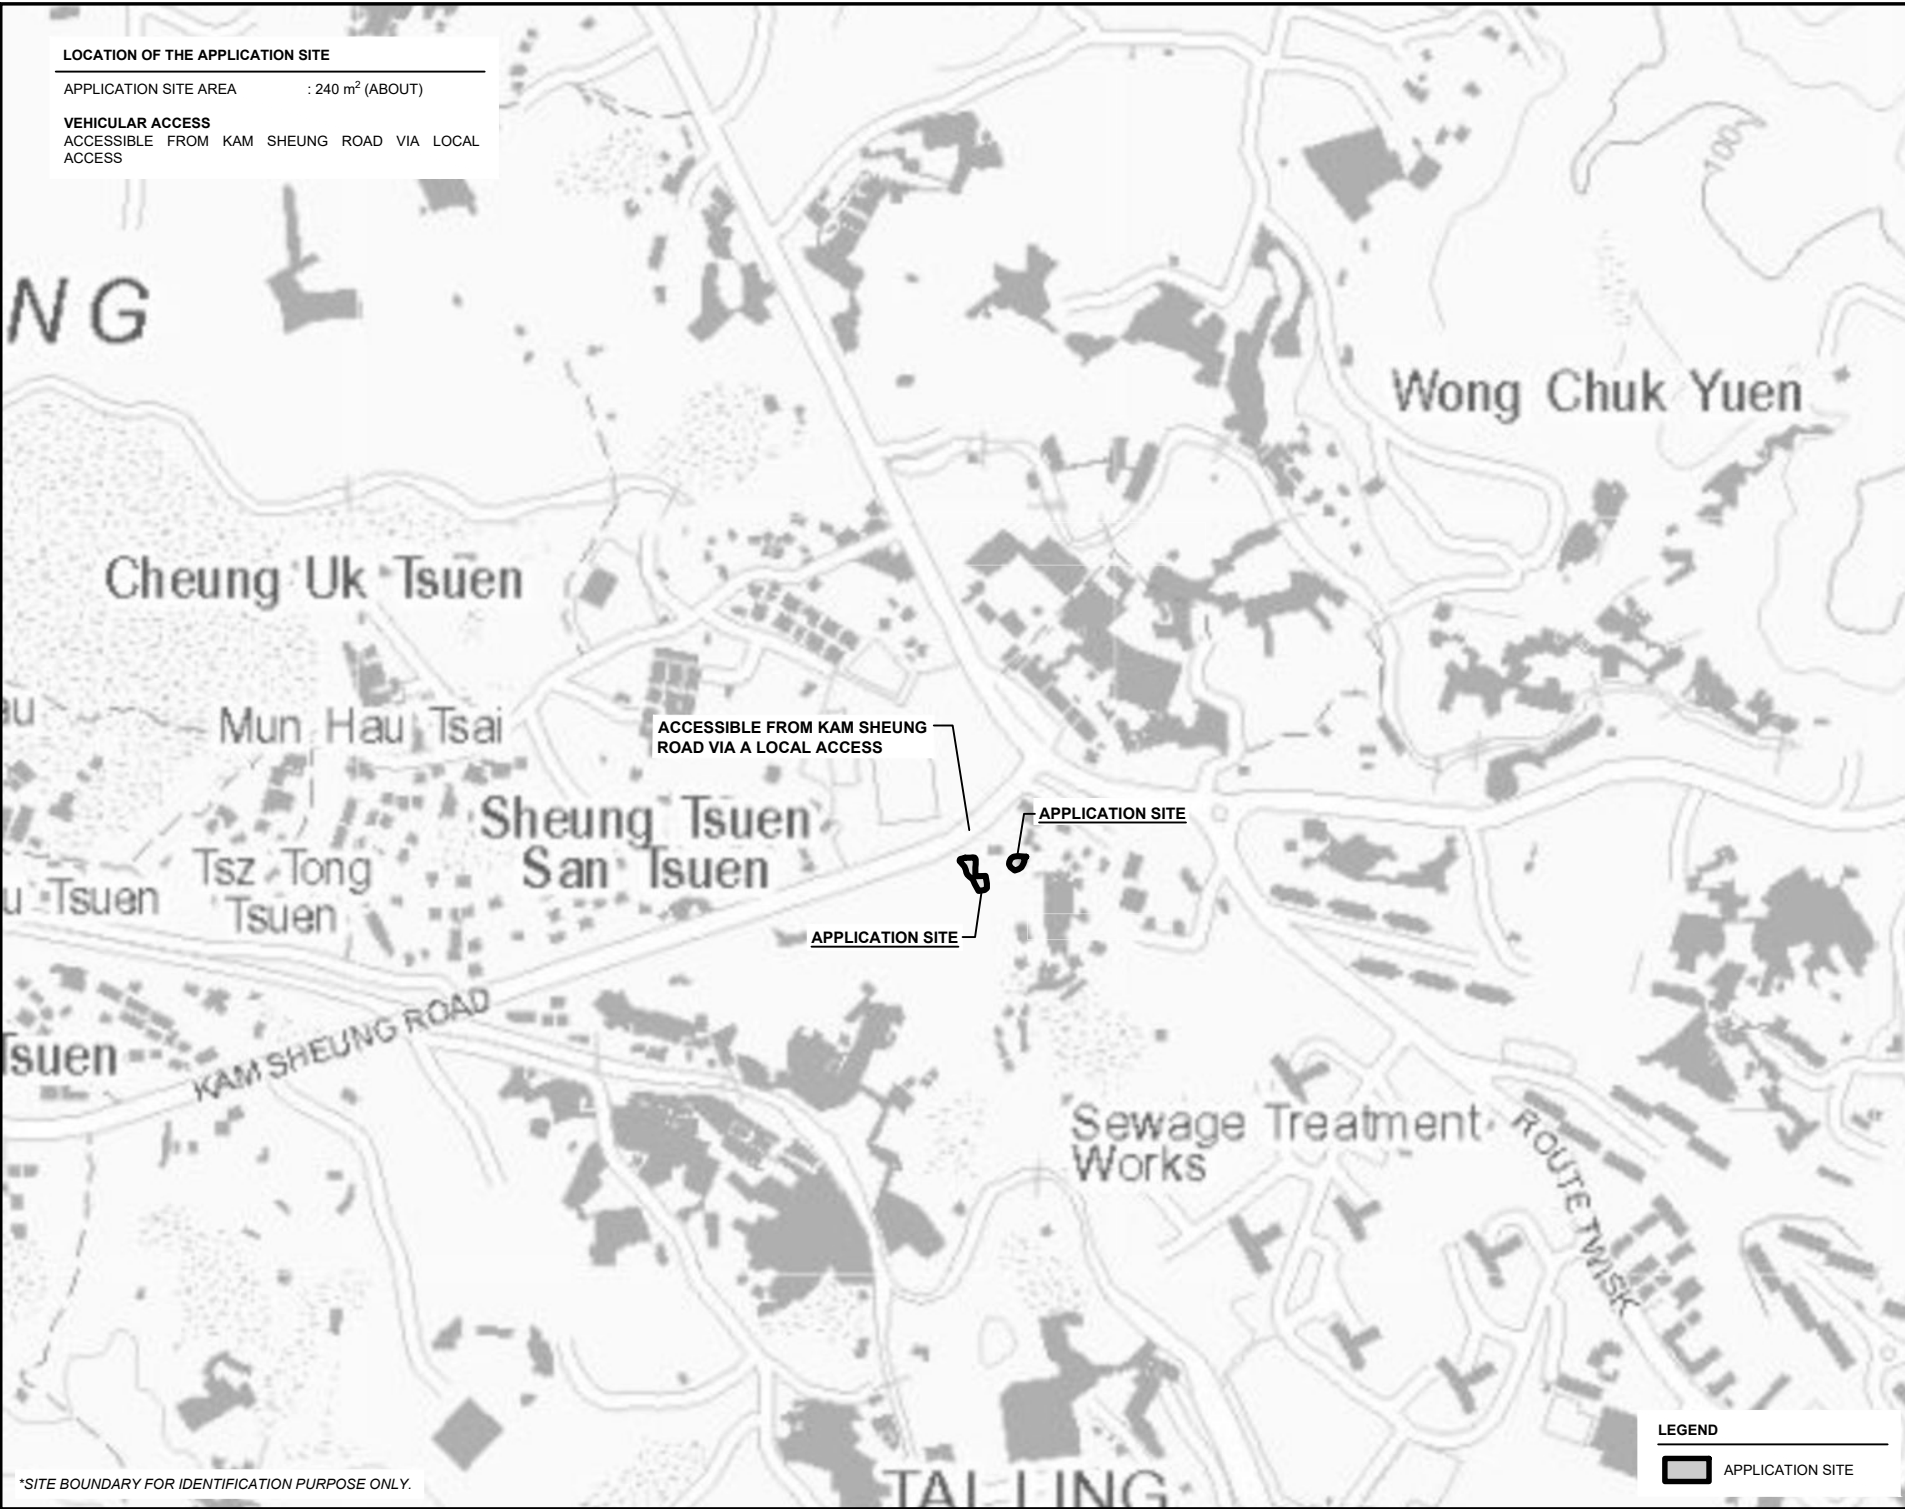 LOCATION OF THE APPLICATION SITE
APPLICATION SITE AREA : 240 m² (ABOUT)
VEHICULAR ACCESS
ACCESSIBLE FROM KAM SHEUNG ROAD VIA LOCAL
ACCESS
100
NG
Wong Chuk Yuen
Cheung Uk Tsuen
au
Mun Hau Tsai
ACCESSIBLE FROM KAM SHEUNG
ROAD VIA A LOCAL ACCESS
Sheung Tsuen
San Tsuen
APPLICATION SITE
Tsz Tong
Tsuen
u Tsuen
APPLICATION SITE
KAM SHEUNG ROAD
Tsuen
Sewage Treatment
Works
ROUTE TWISK
LEGEND
APPLICATION SITE
*SITE BOUNDARY FOR IDENTIFICATION PURPOSE ONLY.
TAI LING